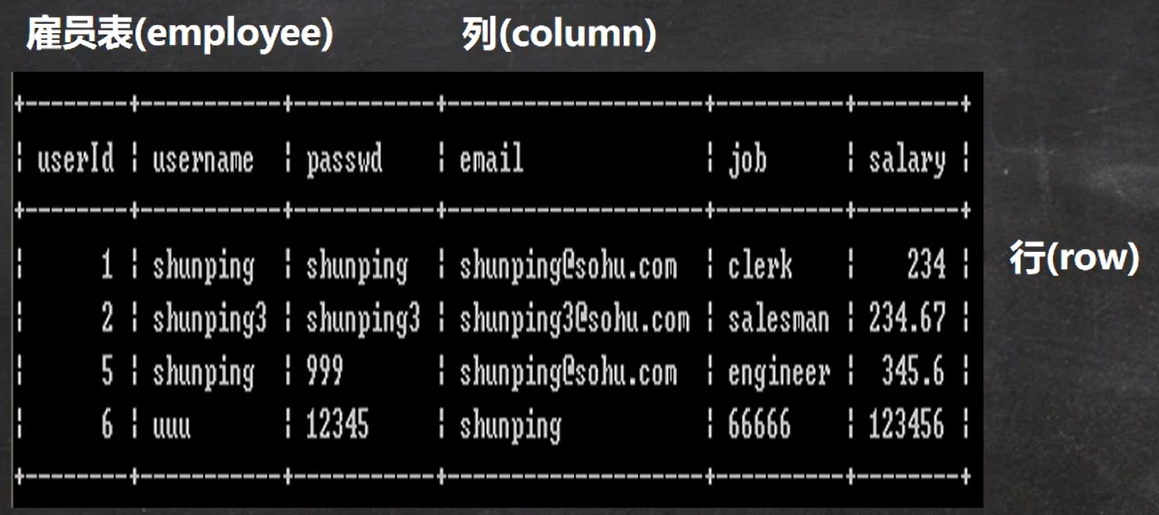 雇员表(employee) 列(column)
+--------+-----------+-----------+--------------------+-----------+--------+
| userId | username | passwd | email | job | salary |
+--------+-----------+-----------+--------------------+-----------+--------+
| 1 | shunping | shunping | shunping@sohu.com | clerk | 234 |
行(row)
| 2 | shunping3 | shunping3 | shunping3@sohu.com | salesman | 234.67 |
| 5 | shunping | 999 | shunping@sohu.com | engineer | 345.6 |
| 6 | uuu | 12345 | shunping | 66666 | 123456 |
+--------+-----------+-----------+--------------------+-----------+--------+